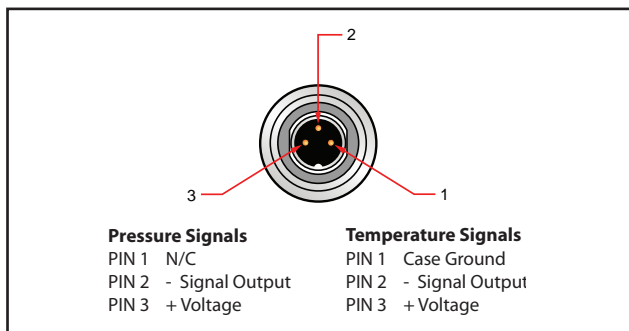 2
3
1
Pressure Signals
PIN 1 N/C
PIN 2 - Signal Output
PIN 3 + Voltage
Temperature Signals
PIN 1 Case Ground
PIN 2 - Signal Output
PIN 3 + Voltage